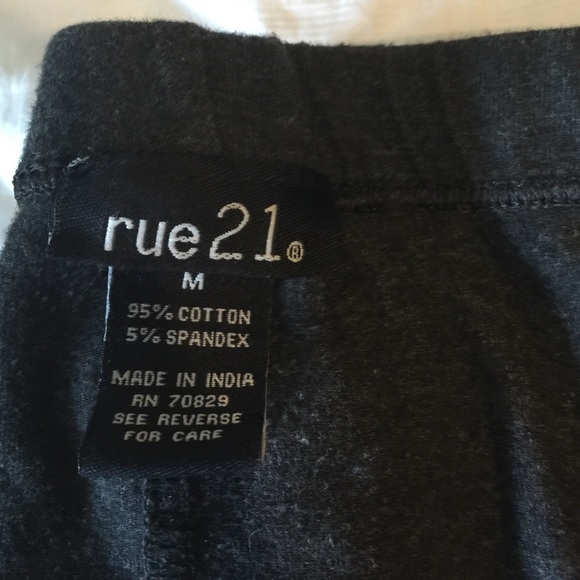 rue21®
M
95% COTTON
5% SPANDEX
MADE IN INDIA
RN 70829
SEE REVERSE
FOR CARE